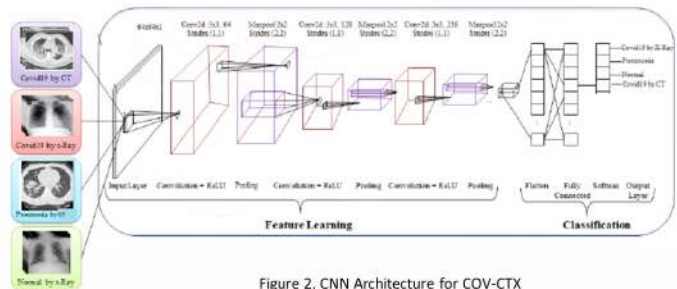 64x64x1
Conv2d :3x3, 64
Strides (1,1)
Maxpool 2x2
Strides (2,2)
Conv2d :3x3, 128
Strides (1,1)
Maxpool 2x2
Strides (2,2)
Conv2d :3x3, 256
Strides (1,1)
Maxpool 2x2
Strides (2,2)
Covid19 by CT
Covid19 by x-Ray
Pneumonia by
Normal by x-Ray
Covid19 by X-Ray
Pneumonia
Normal
Covid19 by CT
Input Layer
Convolution + ReLU
Pooling
Convolution + ReLU
Pooling
Convolution + ReLU
Pooling
Flatten
Fully
Connected
Softmax
Output
Layer
Feature Learning
Classification
Figure 2. CNN Architecture for COV-CTX